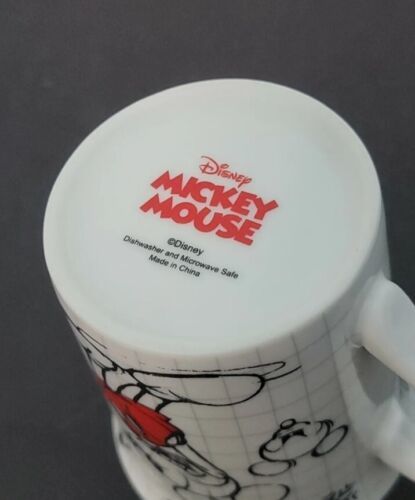 Disney
MICKEY
MOUSE
©Disney
Dishwasher and Microwave Safe
Made in China